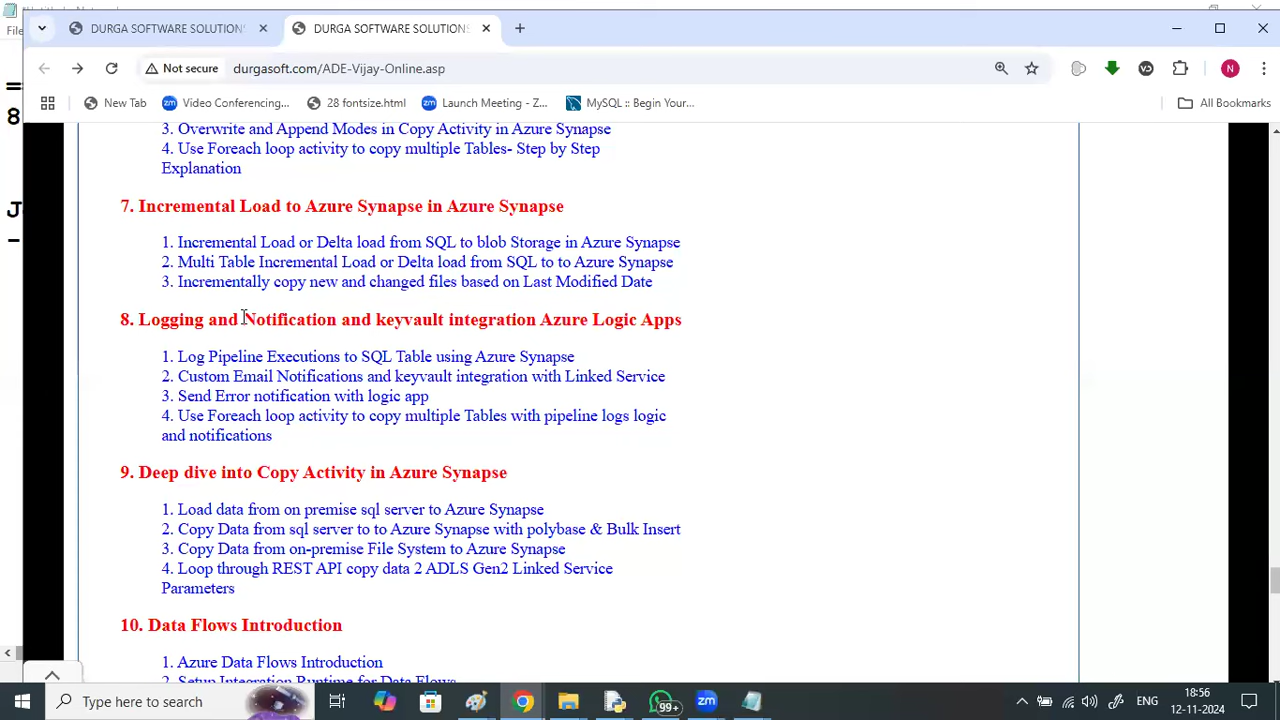 DURGA SOFTWARE SOLUTIONS
DURGA SOFTWARE SOLUTIONS
Not secure
durgasoft.com/ADE-Vijay-Online.asp
New Tab
Video Conferencing...
28 fontsize.html
Launch Meeting - Z...
MySQL :: Begin Your...
All Bookmarks
3. Overwrite and Append Modes in Copy Activity in Azure Synapse
4. Use Foreach loop activity to copy multiple Tables- Step by Step
Explanation
7. Incremental Load to Azure Synapse in Azure Synapse
1. Incremental Load or Delta load from SQL to blob Storage in Azure Synapse
2. Multi Table Incremental Load or Delta load from SQL to to Azure Synapse
3. Incrementally copy new and changed files based on Last Modified Date
8. Logging and Notification and keyvault integration Azure Logic Apps
1. Log Pipeline Executions to SQL Table using Azure Synapse
2. Custom Email Notifications and keyvault integration with Linked Service
3. Send Error notification with logic app
4. Use Foreach loop activity to copy multiple Tables with pipeline logs logic
and notifications
9. Deep dive into Copy Activity in Azure Synapse
1. Load data from on premise sql server to Azure Synapse
2. Copy Data from sql server to to Azure Synapse with polybase & Bulk Insert
3. Copy Data from on-premise File System to Azure Synapse
4. Loop through REST API copy data 2 ADLS Gen2 Linked Service
Parameters
10. Data Flows Introduction
1. Azure Data Flows Introduction
2. Setup Integration Runtime for Data Flows
Type here to search
99+
ENG
18:56
12-11-2024